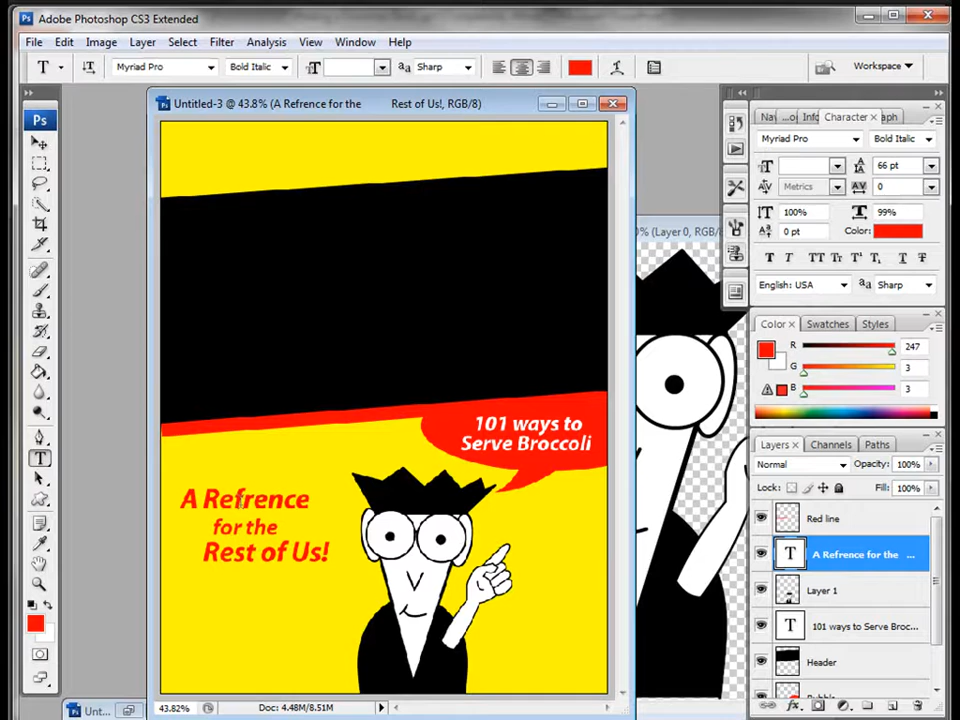 Adobe Photoshop CS3 Extended
File Edit Image Layer Select Filter Analysis View Window Help
T Myriad Pro Bold Italic Sharp Workspace
Untitled-3 @ 43.8% (A Refrence for the Rest of Us!, RGB/8)
Ps
Info Character
Myriad Pro Bold Italic
66 pt
Metrics 0
100% 99%
0 pt Color:
English: USA Sharp
(Layer 0, RGB/8
Color Swatches Styles
R 247
G 3
B 3
101 ways to
Serve Broccoli
A Refrence
for the
Rest of Us!
Layers Channels Paths
Normal Opacity: 100%
Lock: Fill: 100%
Red line
T A Refrence for the ...
Layer 1
T 101 ways to Serve Broc...
Header
43.82% Doc: 4.48M/8.51M
Unt...